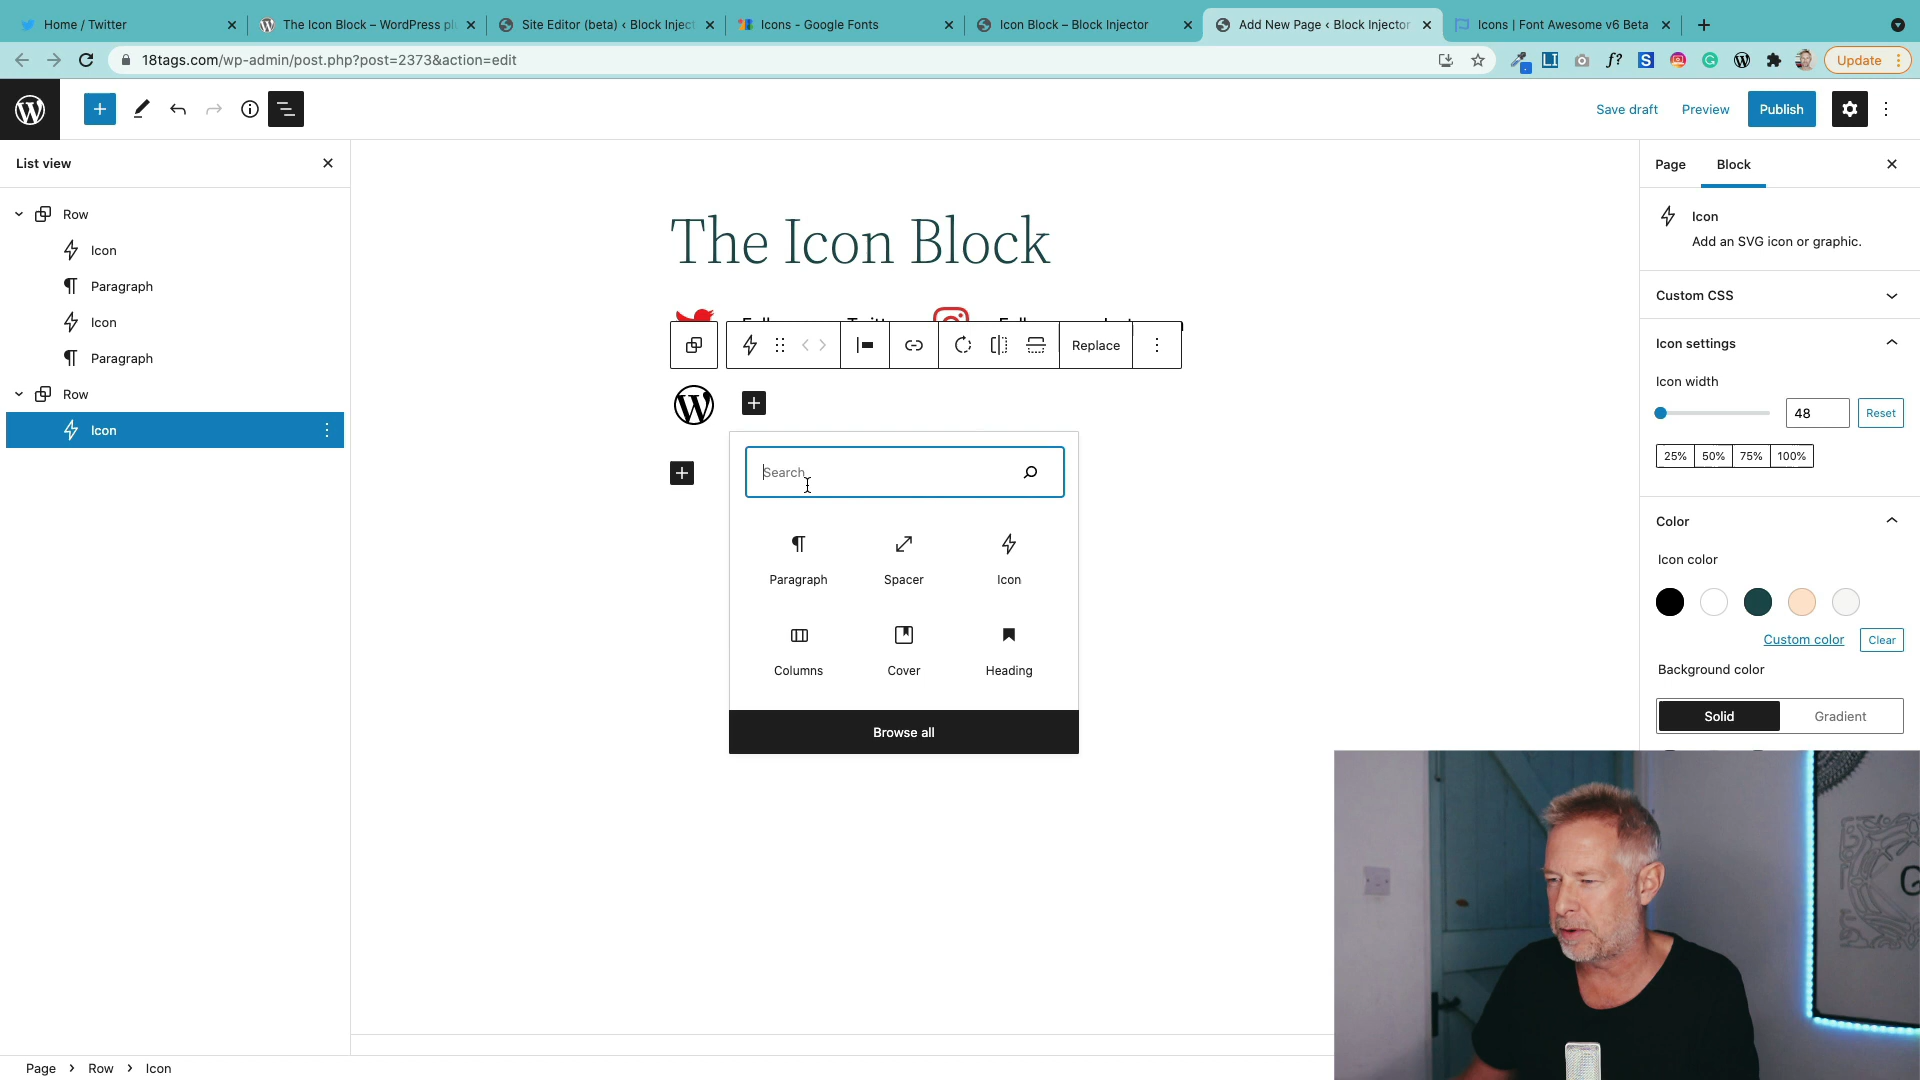 Home / Twitter
The Icon Block – WordPress plu
Site Editor (beta) ‹ Block Inject
Icons - Google Fonts
Icon Block – Block Injector
Add New Page ‹ Block Injector
Icons | Font Awesome v6 Beta
18tags.com/wp-admin/post.php?post=2373&action=edit
Update
Save draft
Preview
Publish
List view
Row
Icon
Paragraph
Icon
Paragraph
Row
Icon
The Icon Block
Replace
Search
Paragraph
Spacer
Icon
Columns
Cover
Heading
Browse all
Page
Block
Icon
Add an SVG icon or graphic.
Custom CSS
Icon settings
Icon width
48
Reset
25%
50%
75%
100%
Color
Icon color
Custom color
Clear
Background color
Solid
Gradient
Page › Row › Icon